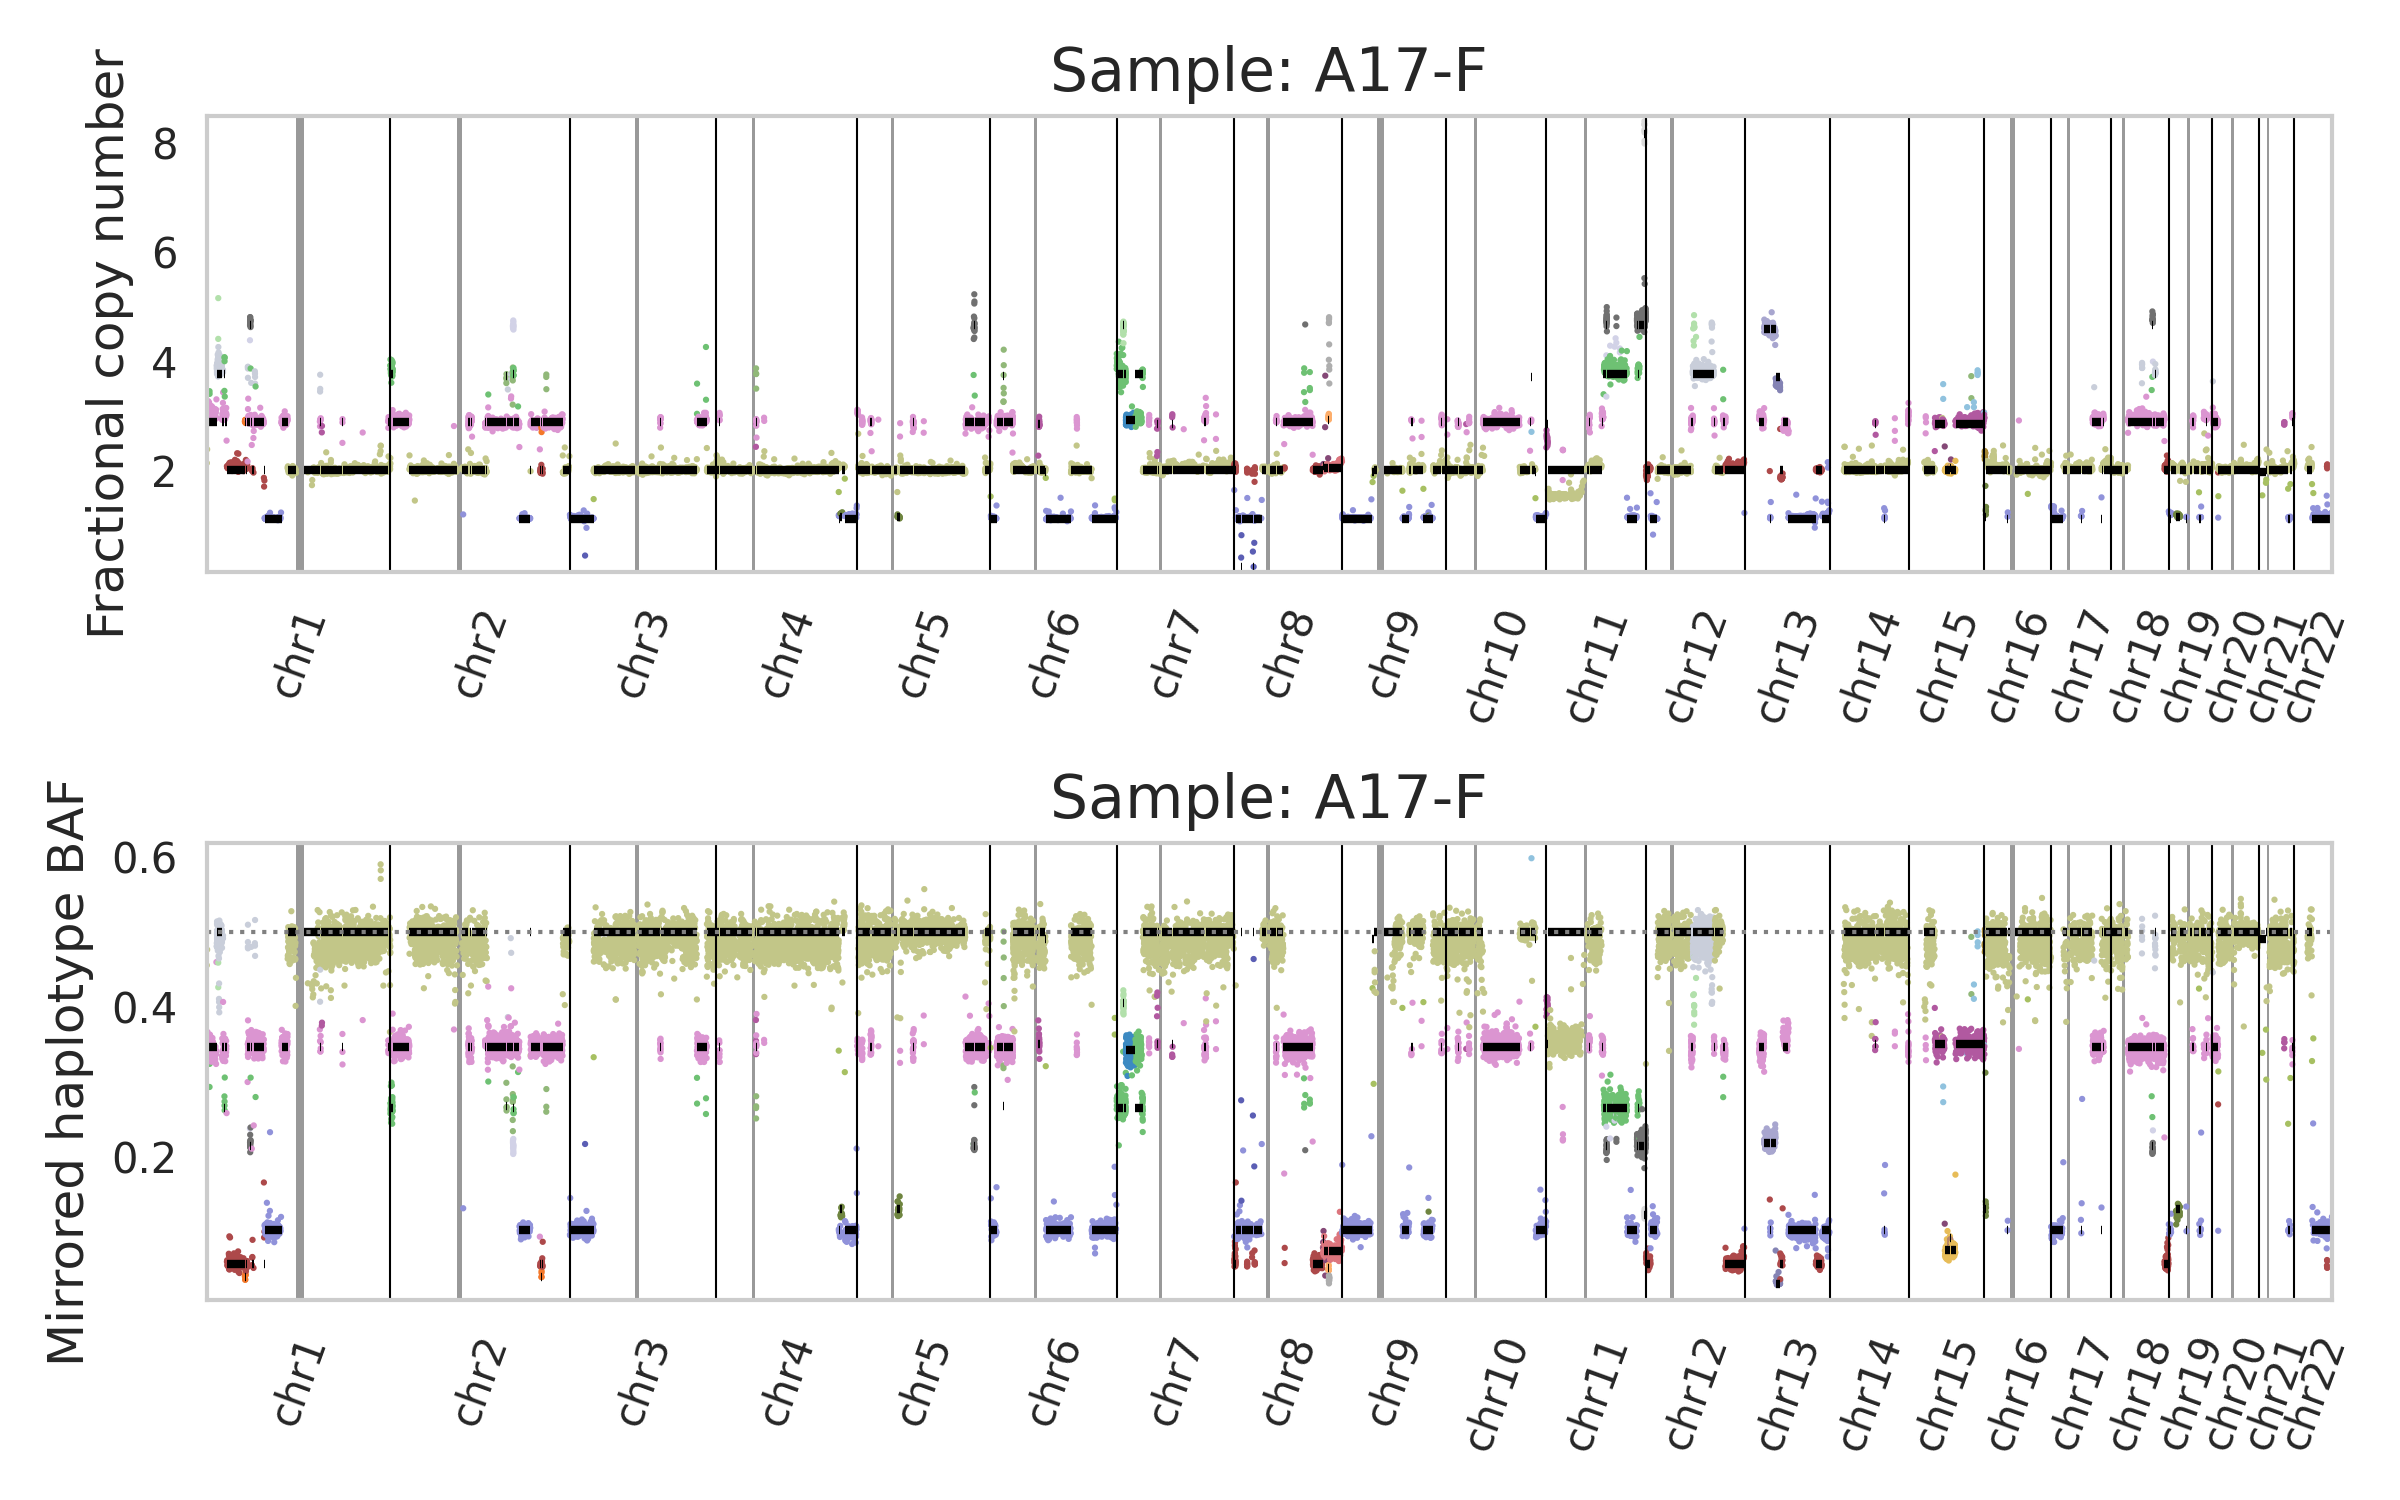 Sample: A17-F
Fractional copy number
8
6
4
2
chr1 chr2 chr3 chr4 chr5 chr6 chr7 chr8 chr9 chr10 chr11 chr12 chr13 chr14 chr15 chr16 chr17 chr18 chr19 chr20 chr21 chr22
Sample: A17-F
Mirrored haplotype BAF
0.6
0.4
0.2
chr1 chr2 chr3 chr4 chr5 chr6 chr7 chr8 chr9 chr10 chr11 chr12 chr13 chr14 chr15 chr16 chr17 chr18 chr19 chr20 chr21 chr22